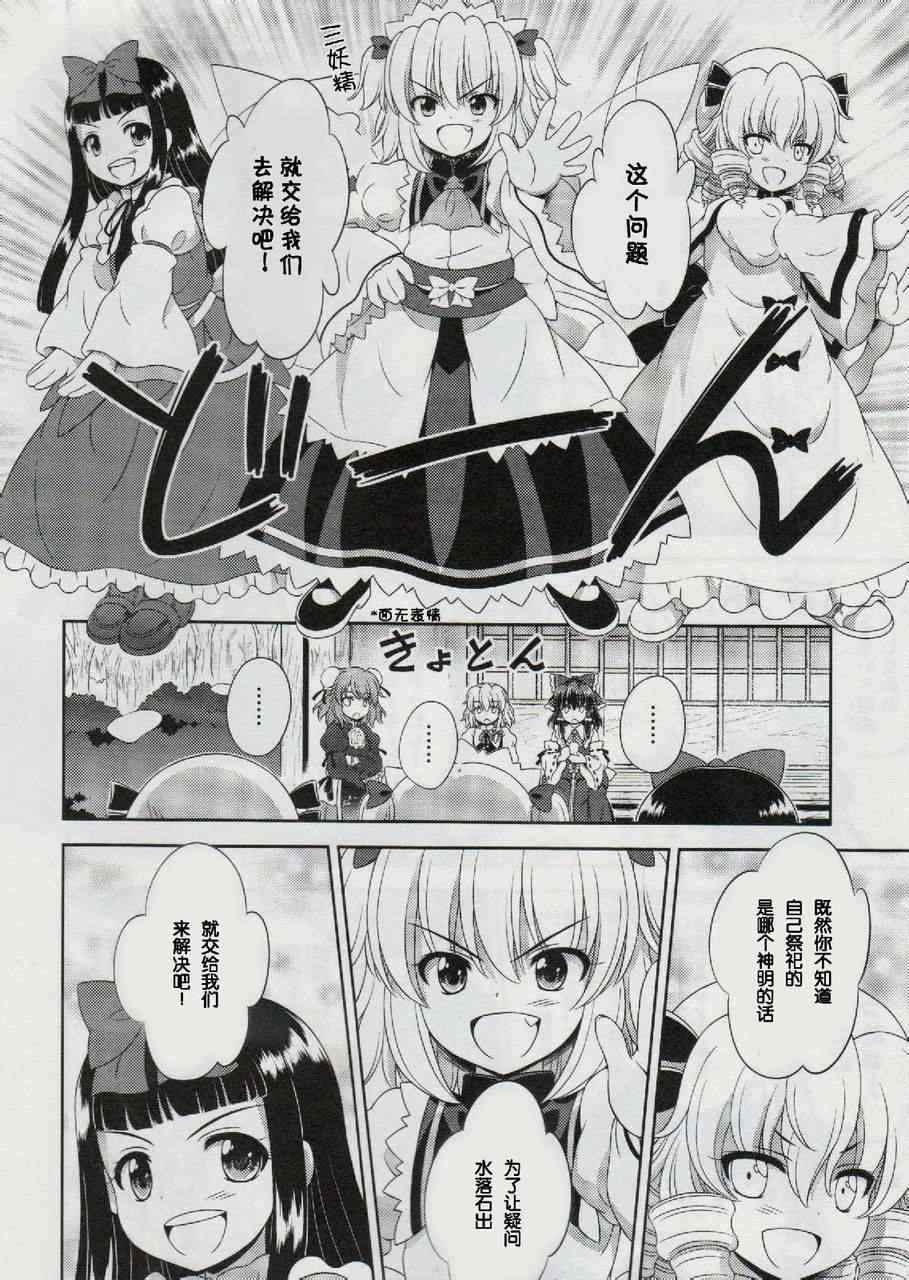 这个问题
三妖精
就交给我们
去解决吧！
どーん
*面无表情
きょとん
……
……
……
既然你不知道
自己祭祀的
是哪个神明的话
为了让疑问
水落石出
就交给我们
来解决吧！